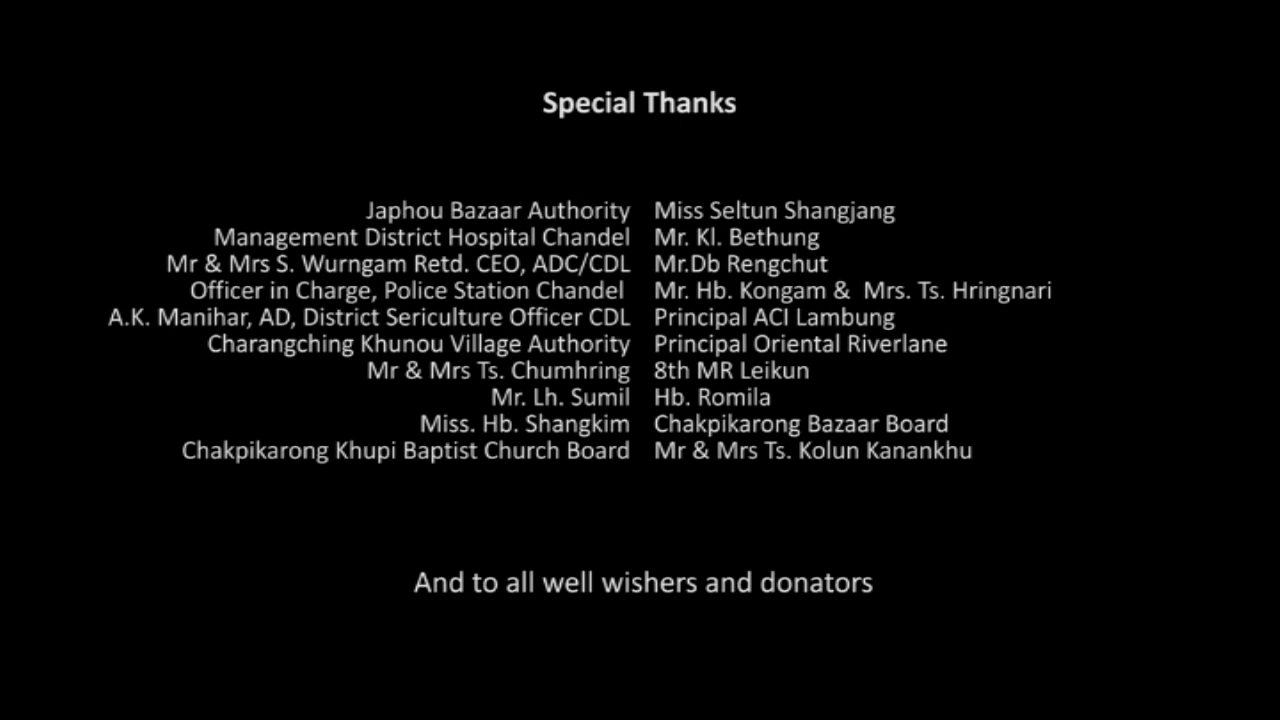 Special Thanks
Japhou Bazaar Authority Miss Seltun Shangjang
Management District Hospital Chandel Mr. Kl. Bethung
Mr & Mrs S. Wurngam Retd. CEO, ADC/CDL Mr.Db Rengchut
Officer in Charge, Police Station Chandel Mr. Hb. Kongam & Mrs. Ts. Hringnari
A.K. Manihar, AD, District Sericulture Officer CDL Principal ACI Lambung
Charangching Khunou Village Authority Principal Oriental Riverlane
Mr & Mrs Ts. Chumhring 8th MR Leikun
Mr. Lh. Sumil Hb. Romila
Miss. Hb. Shangkim Chakpikarong Bazaar Board
Chakpikarong Khupi Baptist Church Board Mr & Mrs Ts. Kolun Kanankhu
And to all well wishers and donators